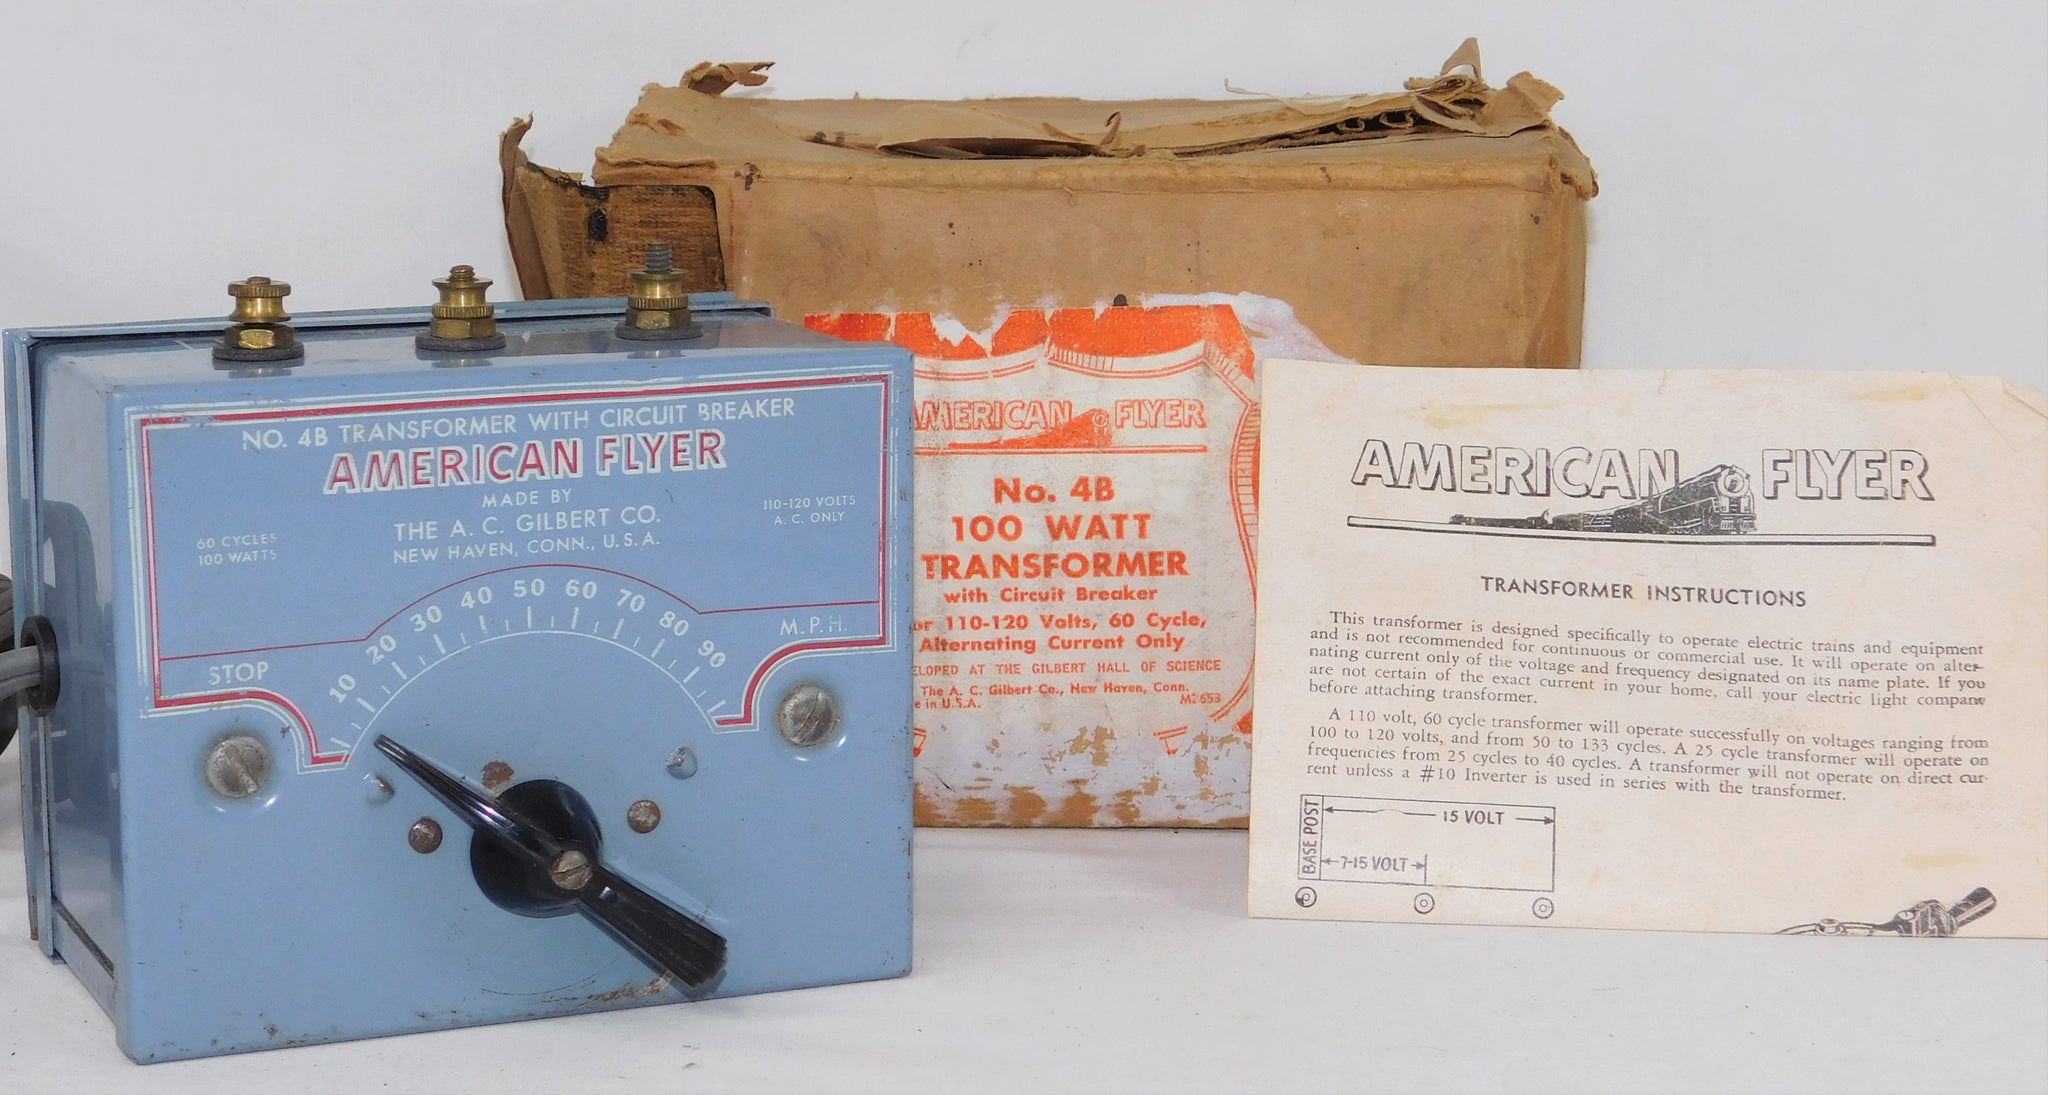 NO. 4B TRANSFORMER WITH CIRCUIT BREAKER
AMERICAN FLYER
MADE BY
THE A. C. GILBERT CO.
NEW HAVEN, CONN., U.S.A.
60 CYCLES
100 WATTS
110-120 VOLTS
A.C. ONLY
STOP
10 20 30 40 50 60 70 80 90
M.P.H.
AMERICAN FLYER
No. 4B
100 WATT
TRANSFORMER
with Circuit Breaker
or 110-120 Volts, 60 Cycle,
Alternating Current Only
ELOPED AT THE GILBERT HALL OF SCIENCE
The A. C. Gilbert Co., New Haven, Conn.
e in U.S.A.
AMERICAN FLYER
TRANSFORMER INSTRUCTIONS
This transformer is designed specifically to operate electric trains and equipment
and is not recommended for continuous or commercial use. It will operate on alter-
nating current only of the voltage and frequency designated on its name plate. If you
are not certain of the exact current in your home, call your electric light company
before attaching transformer.
A 110 volt, 60 cycle transformer will operate successfully on voltages ranging from
100 to 120 volts, and from 50 to 133 cycles. A 25 cycle transformer will operate on
frequencies from 25 cycles to 40 cycles. A transformer will not operate on direct cur-
rent unless a #10 Inverter is used in series with the transformer.
BASE POST
15 VOLT
7-15 VOLT